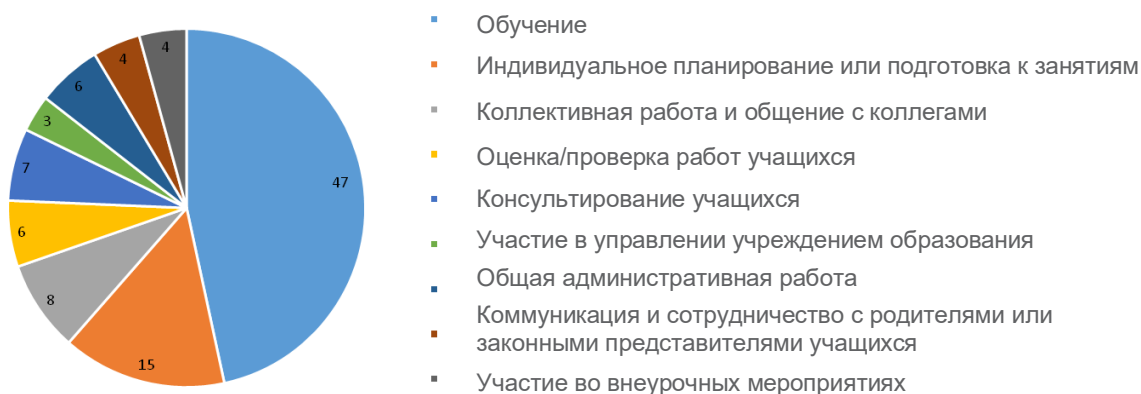 4
4
6
3
7
6
8
15
47
Обучение
Индивидуальное планирование или подготовка к занятиям
Коллективная работа и общение с коллегами
Оценка/проверка работ учащихся
Консультирование учащихся
Участие в управлении учреждением образования
Общая административная работа
Коммуникация и сотрудничество с родителями или
законными представителями учащихся
Участие во внеурочных мероприятиях